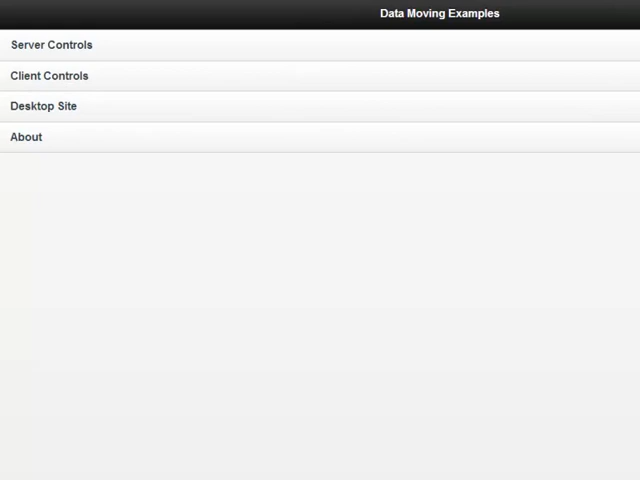 Data Moving Examples
Server Controls
Client Controls
Desktop Site
About